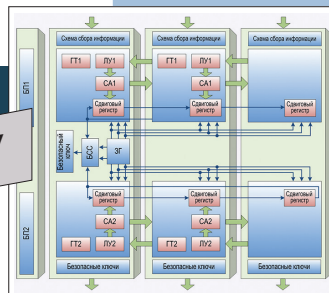 Схема сбора информации
Схема сбора информации
Схема сбора информации
БП1
ГТ1
ЛУ1
ГТ1
ЛУ1
СА1
СА1
Сдвиговый
регистр
Сдвиговый
регистр
Сдвиговый
регистр
Безопасный
ключ
БСС
ЗГ
Сдвиговый
регистр
Сдвиговый
регистр
Сдвиговый
регистр
СА2
СА2
БП2
ГТ2
ЛУ2
ГТ2
ЛУ2
Безопасные ключи
Безопасные ключи
Безопасные ключи